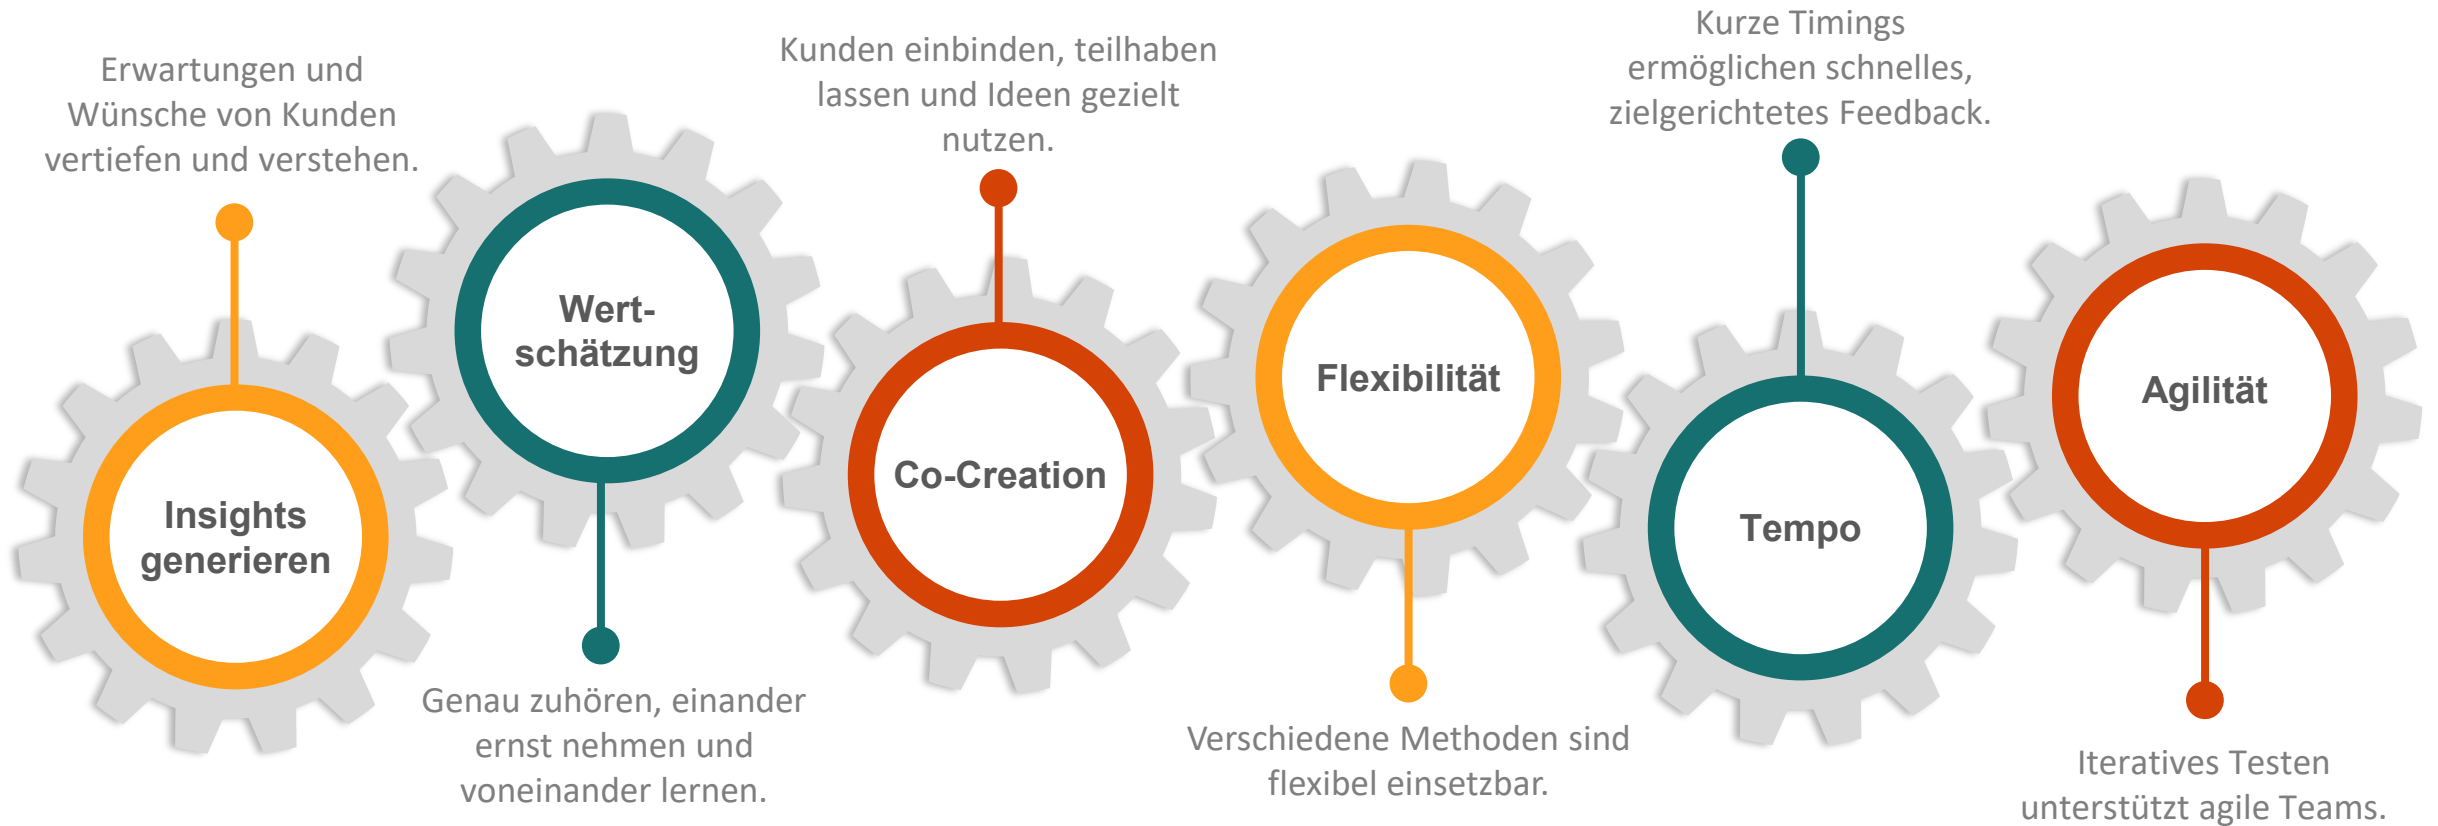 Erwartungen und
Wünsche von Kunden
vertiefen und verstehen.
Insights
generieren
Wert-
schätzung
Genau zuhören, einander
ernst nehmen und
voneinander lernen.
Kunden einbinden, teilhaben
lassen und Ideen gezielt
nutzen.
Co-Creation
Flexibilität
Verschiedene Methoden sind
flexibel einsetzbar.
Kurze Timings
ermöglichen schnelles,
zielgerichtetes Feedback.
Tempo
Agilität
Iteratives Testen
unterstützt agile Teams.